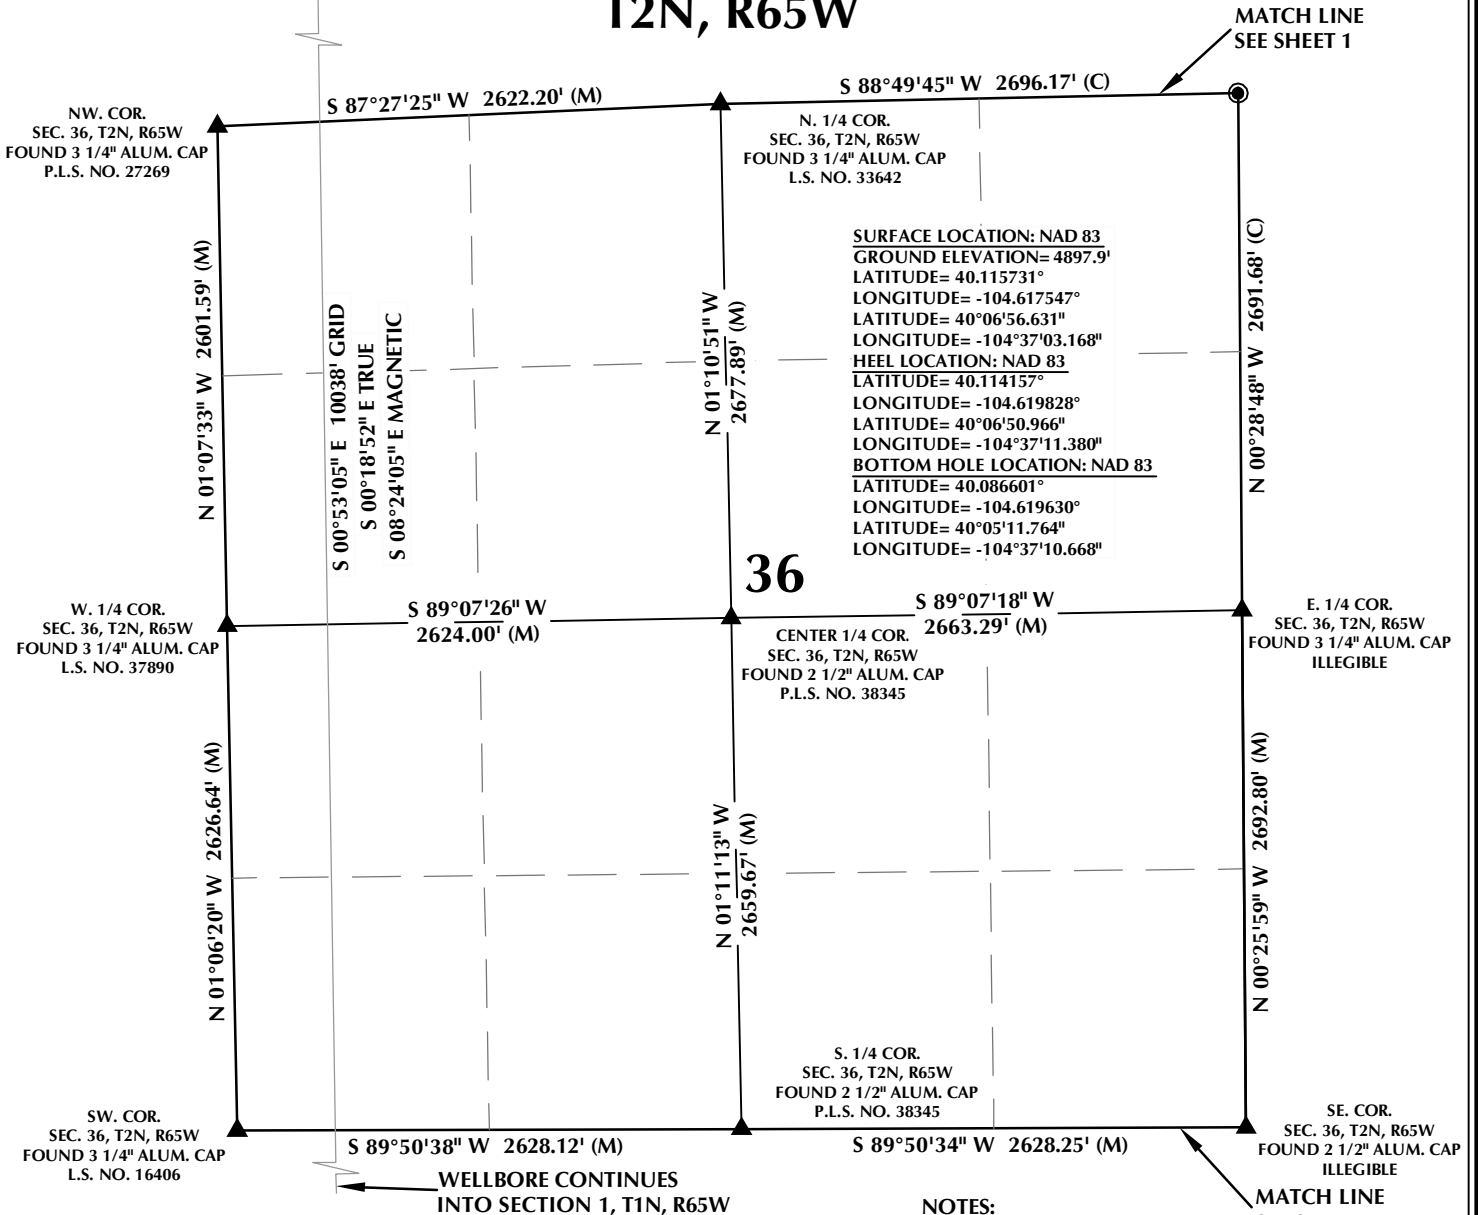 T2N, R65W
MATCH LINE
SEE SHEET 1
S 87°27'25" W 2622.20' (M)
S 88°49'45" W 2696.17' (C)
NW. COR.
SEC. 36, T2N, R65W
FOUND 3 1/4" ALUM. CAP
P.L.S. NO. 27269
N. 1/4 COR.
SEC. 36, T2N, R65W
FOUND 3 1/4" ALUM. CAP
L.S. NO. 33642
N 01°07'33" W 2601.59' (M)
S 00°53'05" E 10038' GRID
S 00°18'52" E TRUE
S 08°24'05" E MAGNETIC
N 01°10'51" W
2677.89' (M)
SURFACE LOCATION: NAD 83
GROUND ELEVATION= 4897.9'
LATITUDE= 40.115731°
LONGITUDE= -104.617547°
LATITUDE= 40°06'56.631"
LONGITUDE= -104°37'03.168"
HEEL LOCATION: NAD 83
LATITUDE= 40.114157°
LONGITUDE= -104.619828°
LATITUDE= 40°06'50.966"
LONGITUDE= -104°37'11.380"
BOTTOM HOLE LOCATION: NAD 83
LATITUDE= 40.086601°
LONGITUDE= -104.619630°
LATITUDE= 40°05'11.764"
LONGITUDE= -104°37'10.668"
N 00°28'48" W 2691.68' (C)
36
W. 1/4 COR.
SEC. 36, T2N, R65W
FOUND 3 1/4" ALUM. CAP
L.S. NO. 37890
S 89°07'26" W
2624.00' (M)
CENTER 1/4 COR.
SEC. 36, T2N, R65W
FOUND 2 1/2" ALUM. CAP
P.L.S. NO. 38345
S 89°07'18" W
2663.29' (M)
E. 1/4 COR.
SEC. 36, T2N, R65W
FOUND 3 1/4" ALUM. CAP
ILLEGIBLE
N 01°06'20" W 2626.64' (M)
N 01°11'13" W
2659.67' (M)
N 00°25'59" W 2692.80' (M)
SW. COR.
SEC. 36, T2N, R65W
FOUND 3 1/4" ALUM. CAP
L.S. NO. 16406
S. 1/4 COR.
SEC. 36, T2N, R65W
FOUND 2 1/2" ALUM. CAP
P.L.S. NO. 38345
SE. COR.
SEC. 36, T2N, R65W
FOUND 2 1/2" ALUM. CAP
ILLEGIBLE
S 89°50'38" W 2628.12' (M)
S 89°50'34" W 2628.25' (M)
WELLBORE CONTINUES
INTO SECTION 1, T1N, R65W
NOTES:
MATCH LINE